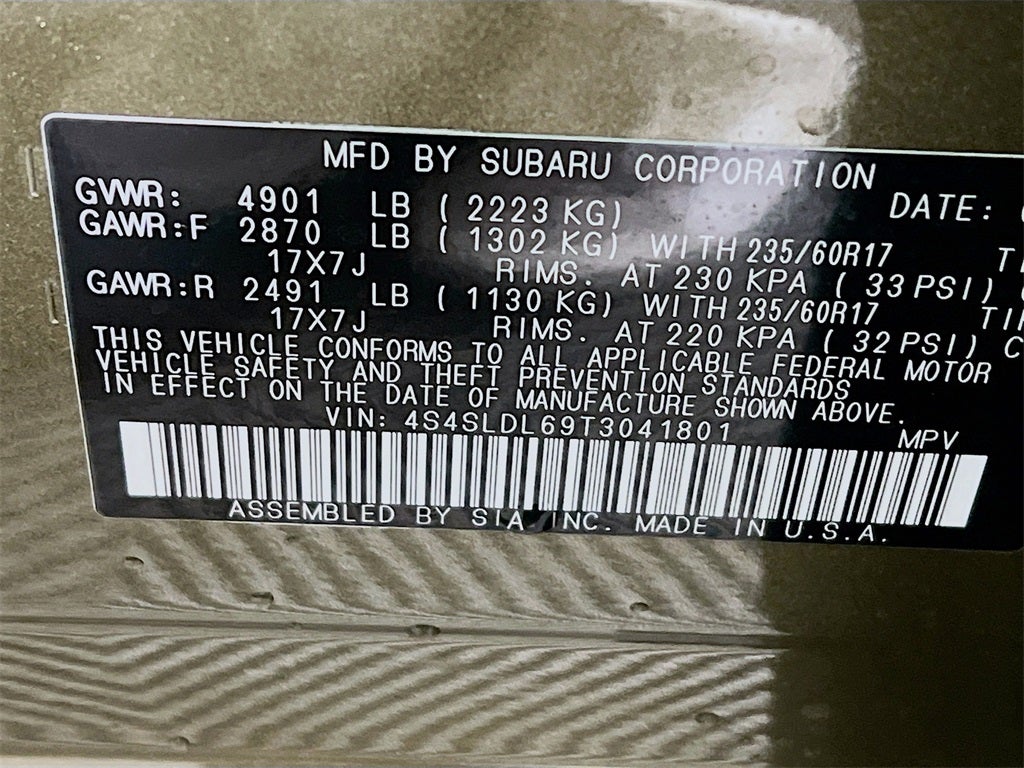 MFD BY SUBARU CORPORATION
GVWR: 4901 LB ( 2223 KG) DATE:
GAWR:F 2870 LB ( 1302 KG) WITH 235/60R17
17X7J RIMS. AT 230 KPA ( 33 PSI)
GAWR:R 2491 LB ( 1130 KG) WITH 235/60R17
17X7J RIMS. AT 220 KPA ( 32 PSI)
THIS VEHICLE CONFORMS TO ALL APPLICABLE FEDERAL MOTOR
VEHICLE SAFETY AND THEFT PREVENTION STANDARDS
IN EFFECT ON THE DATE OF MANUFACTURE SHOWN ABOVE.
VIN: 4S4SLDL69T3041801 MPV
ASSEMBLED BY SIA INC. MADE IN U.S.A.